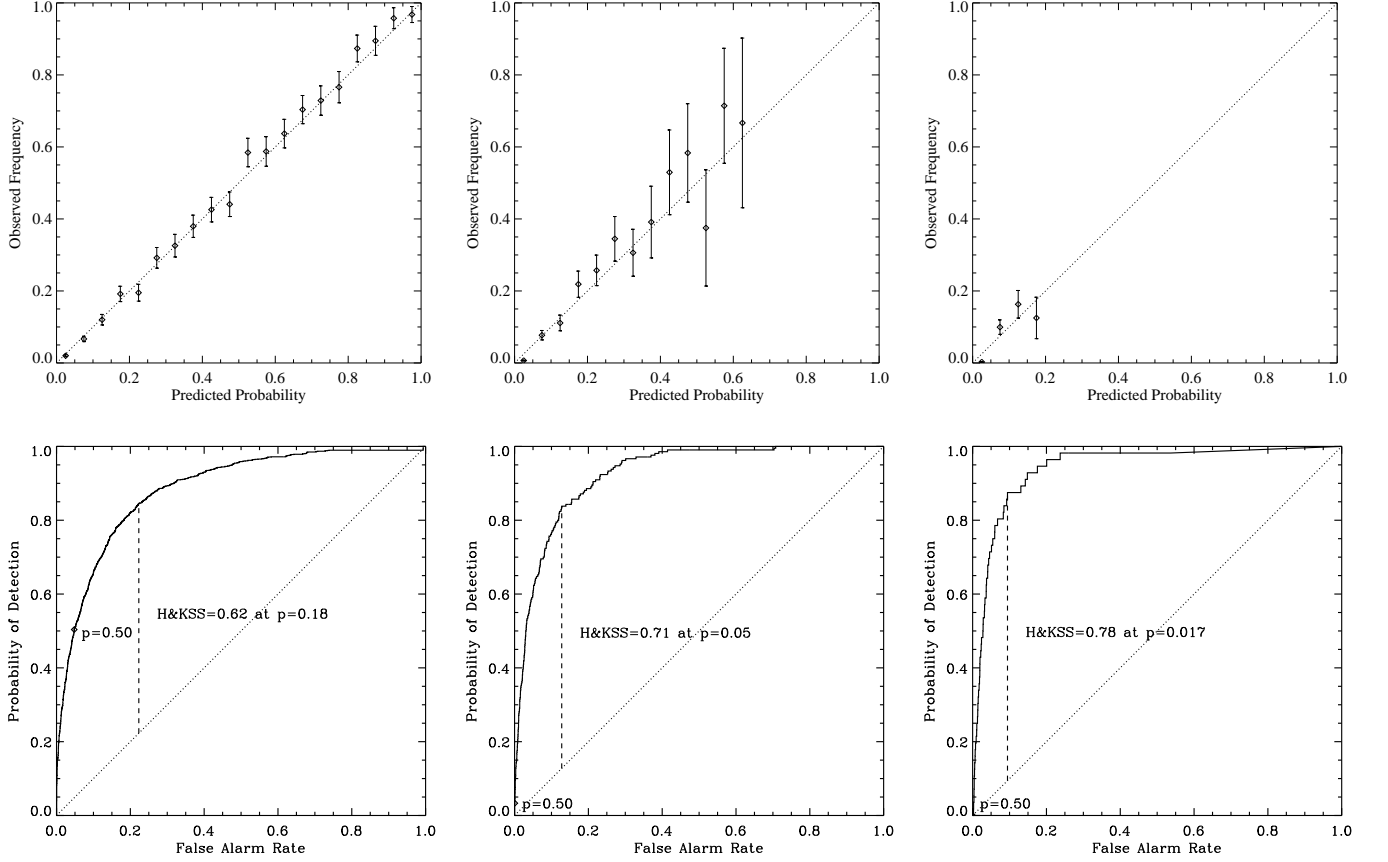 1.0
0.8
0.6
0.4
0.2
0.0
Observed Frequency
0.0 0.2 0.4 0.6 0.8 1.0
Predicted Probability
1.0
0.8
0.6
0.4
0.2
0.0
Observed Frequency
0.0 0.2 0.4 0.6 0.8 1.0
Predicted Probability
1.0
0.8
0.6
0.4
0.2
0.0
Observed Frequency
0.0 0.2 0.4 0.6 0.8 1.0
Predicted Probability
1.0
0.8
0.6
0.4
0.2
0.0
Probability of Detection
H&KSS=0.62 at p=0.18
p=0.50
0.0 0.2 0.4 0.6 0.8 1.0
False Alarm Rate
1.0
0.8
0.6
0.4
0.2
0.0
Probability of Detection
H&KSS=0.71 at p=0.05
p=0.50
0.0 0.2 0.4 0.6 0.8 1.0
False Alarm Rate
1.0
0.8
0.6
0.4
0.2
0.0
Probability of Detection
H&KSS=0.78 at p=0.017
p=0.50
0.0 0.2 0.4 0.6 0.8 1.0
False Alarm Rate